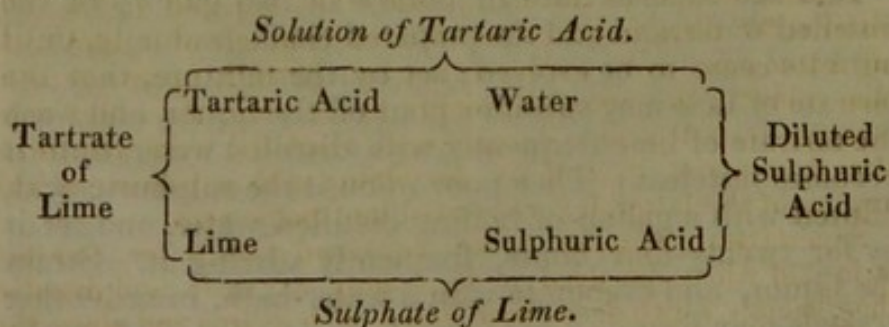 Solution of Tartaric Acid.
Tartaric Acid Water
Tartrate
of
Lime
Diluted
Sulphuric
Acid
Lime Sulphuric Acid
Sulphate of Lime.